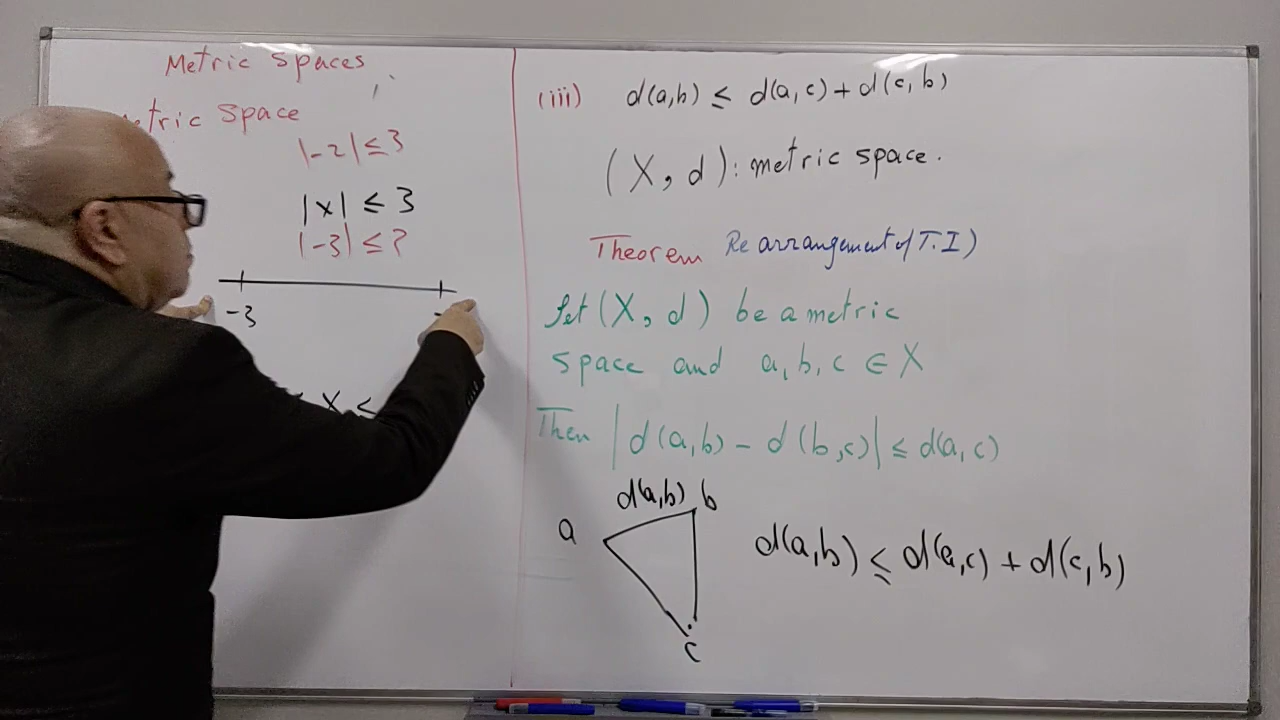 Metric Spaces
etric Space
|-2| ≤ 3
|x| ≤ 3
|-3| ≤ ?
-3
X ≤
(iii) d(a,b) ≤ d(a,c) + d(c,b)
(X, d): metric space.
Theorem Rearrangement of T.I)
Let (X, d) be a metric
space and a, b, c ∈ X
Then |d(a,b) - d(b,c)| ≤ d(a,c)
d(a,b) b
a
d(a,b) ≤ d(a,c) + d(c,b)
c